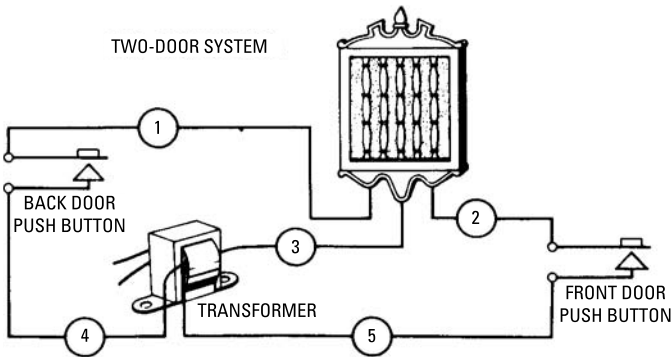 TWO-DOOR SYSTEM
1
BACK DOOR
PUSH BUTTON
2
3
TRANSFORMER
FRONT DOOR
PUSH BUTTON
4
5